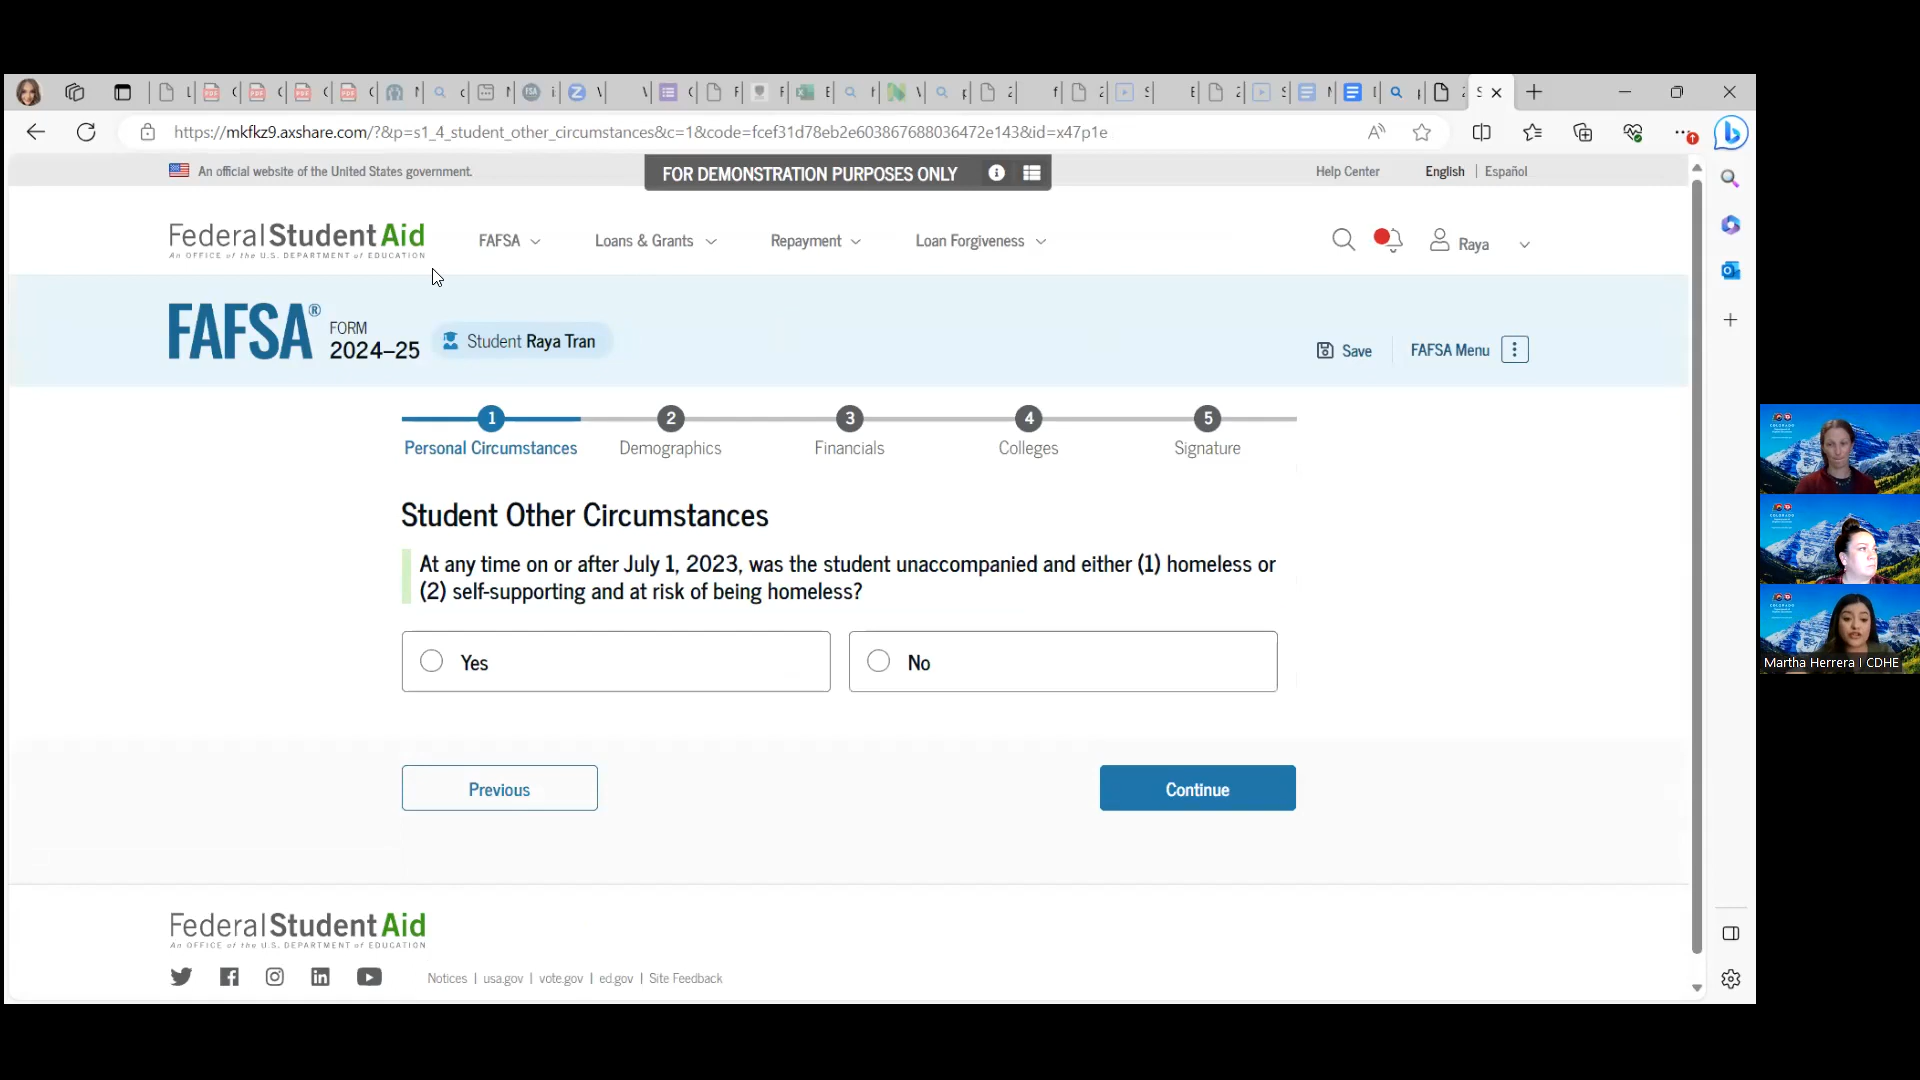 https://mkfkz9.axshare.com/?&p=s1_4_student_other_circumstances&c=1&code=fcef31d78eb2e603867688036472e143&id=x47p1e
An official website of the United States government.
FOR DEMONSTRATION PURPOSES ONLY
Help Center
English | Español
Federal Student Aid
An OFFICE of the U.S. DEPARTMENT of EDUCATION
FAFSA
Loans & Grants
Repayment
Loan Forgiveness
Raya
FAFSA®
FORM
2024–25
Student Raya Tran
Save
FAFSA Menu
1
2
3
4
5
Personal Circumstances
Demographics
Financials
Colleges
Signature
Student Other Circumstances
At any time on or after July 1, 2023, was the student unaccompanied and either (1) homeless or
(2) self-supporting and at risk of being homeless?
Yes
No
Previous
Continue
Federal Student Aid
An OFFICE of the U.S. DEPARTMENT of EDUCATION
Notices | usa.gov | vote.gov | ed.gov | Site Feedback
COLORADO
COLORADO
COLORADO
Martha Herrera | CDHE